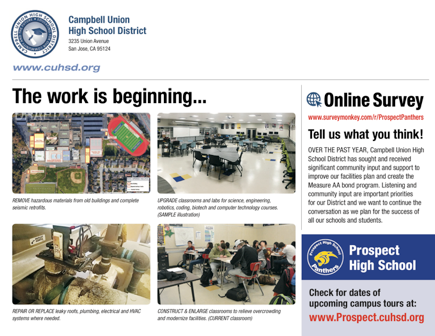 CAMPBELL UNION HIGH SCHOOL DISTRICT
Campbell Union
High School District
3235 Union Avenue
San Jose, CA 95124
www.cuhsd.org
The work is beginning...
REMOVE hazardous materials from old buildings and complete
seismic retrofits.
UPGRADE classrooms and labs for science, engineering,
robotics, coding, biotech and computer technology courses.
(SAMPLE illustration)
REPAIR OR REPLACE leaky roofs, plumbing, electrical and HVAC
systems where needed.
CONSTRUCT & ENLARGE classrooms to relieve overcrowding
and modernize facilities. (CURRENT classroom)
Online Survey
www.surveymonkey.com/r/ProspectPanthers
Tell us what you think!
OVER THE PAST YEAR, Campbell Union High
School District has sought and received
significant community input and support to
improve our facilities plan and create the
Measure AA bond program. Listening and
community input are important priorities
for our District and we want to continue the
conversation as we plan for the success of
all our schools and students.
Prospect High School
Panthers
Prospect
High School
Check for dates of
upcoming campus tours at:
www.Prospect.cuhsd.org